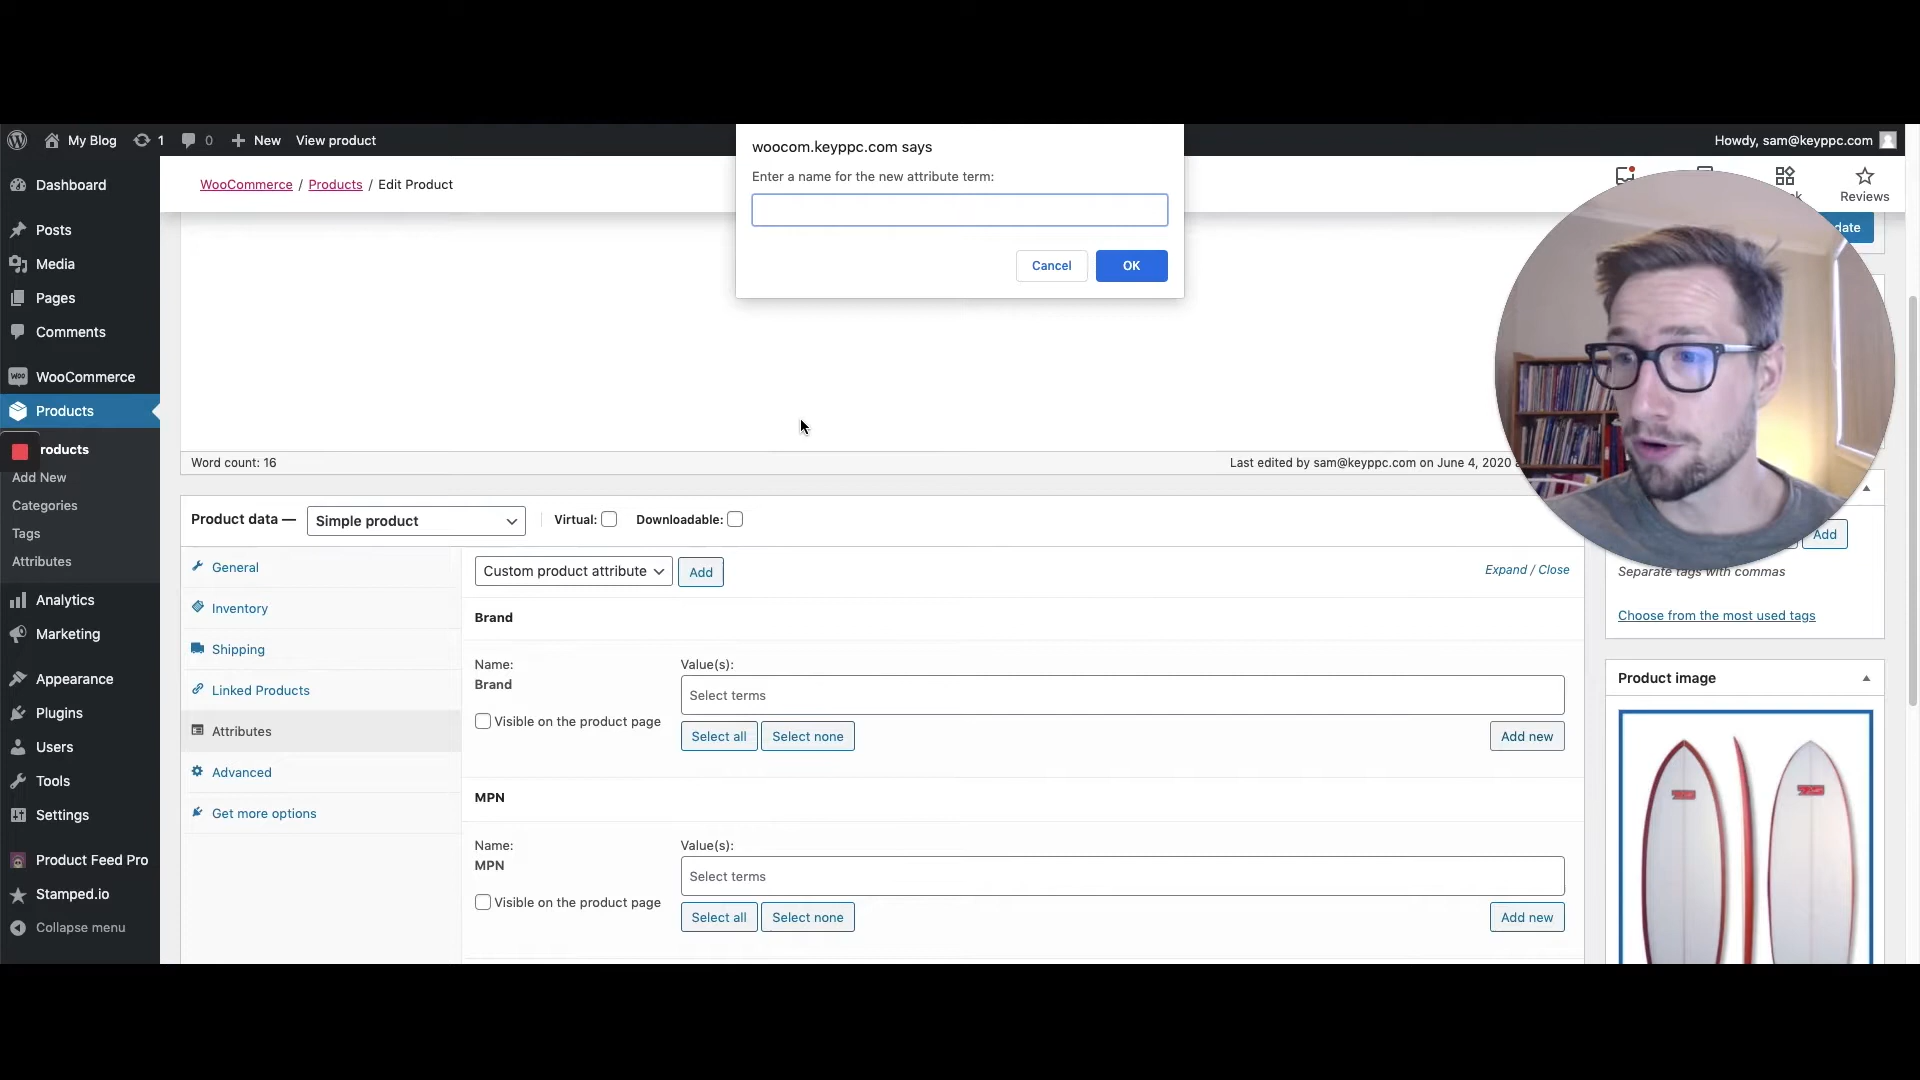 My Blog
1
0
New
View product
Howdy, sam@keyppc.com
woocom.keyppc.com says
Enter a name for the new attribute term:
Cancel
OK
WooCommerce / Products / Edit Product
Reviews
date
Dashboard
Posts
Media
Pages
Comments
WooCommerce
Products
roducts
Add New
Categories
Tags
Attributes
Analytics
Marketing
Appearance
Plugins
Users
Tools
Settings
Product Feed Pro
Stamped.io
Collapse menu
Word count: 16
Last edited by sam@keyppc.com on June 4, 2020
Product data —
Simple product
Virtual:
Downloadable:
General
Inventory
Shipping
Linked Products
Attributes
Advanced
Get more options
Custom product attribute
Add
Expand / Close
Brand
Name:
Brand
Visible on the product page
Value(s):
Select terms
Select all
Select none
Add new
MPN
Name:
MPN
Visible on the product page
Value(s):
Select terms
Select all
Select none
Add new
Add
Separate tags with commas
Choose from the most used tags
Product image